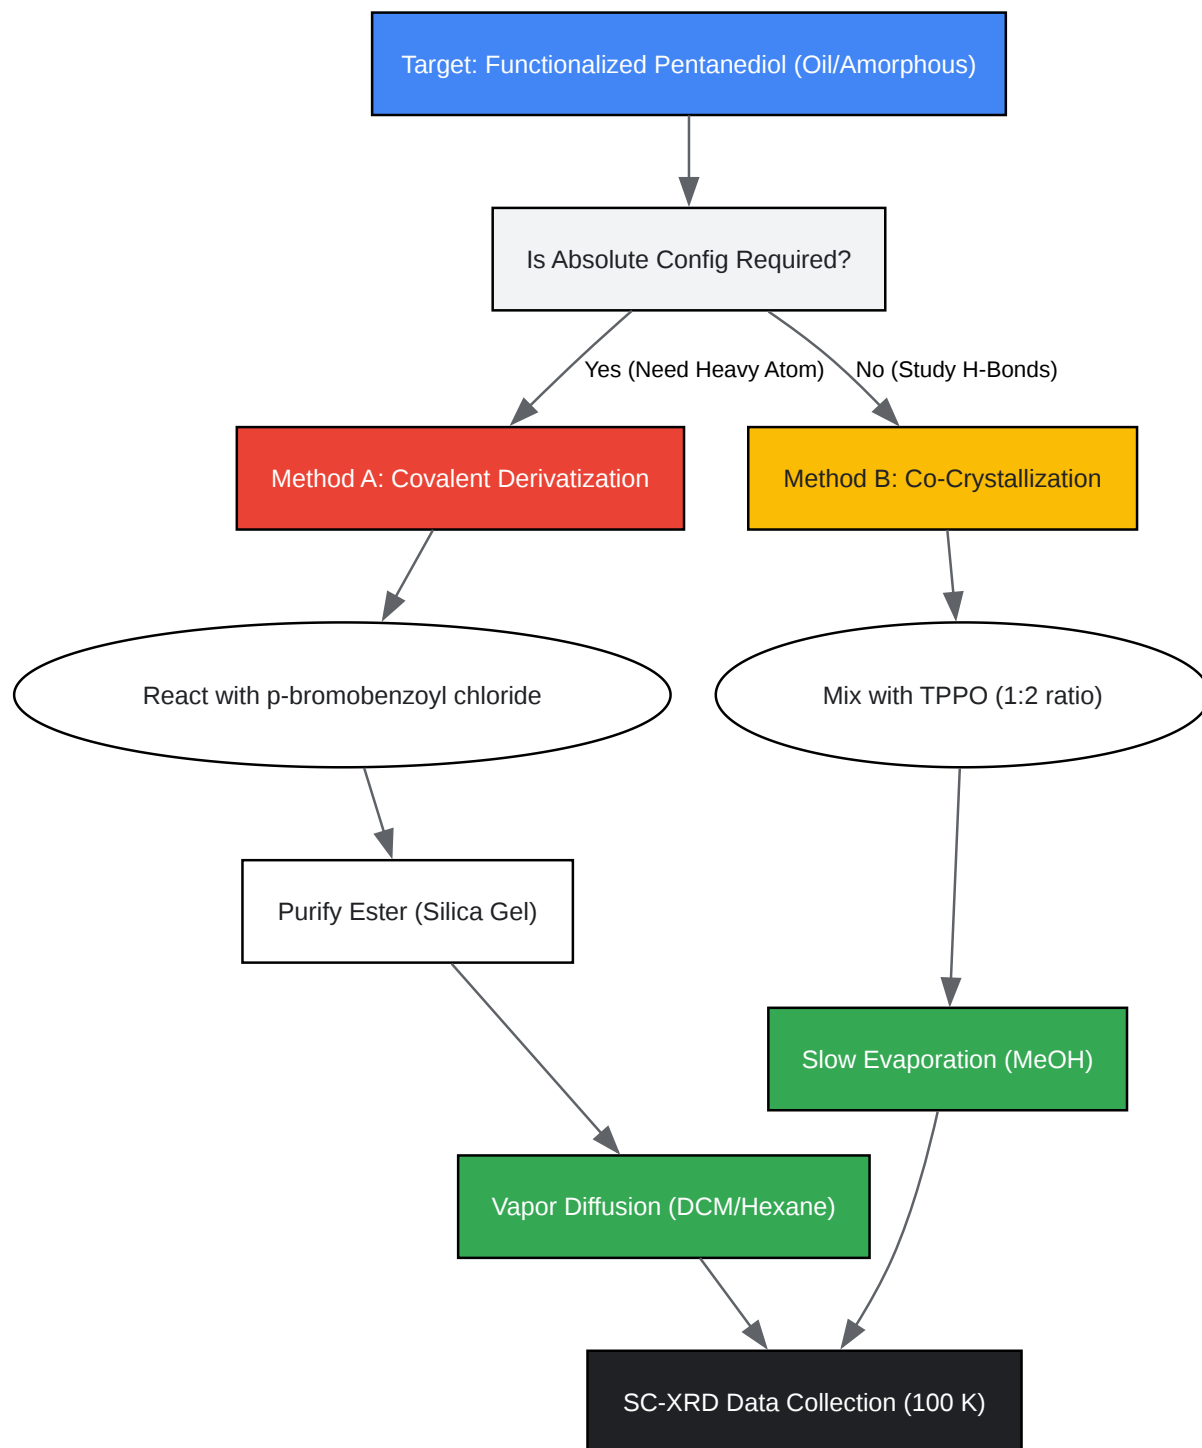 Target: Functionalized Pentanediol (Oil/Amorphous)
Is Absolute Config Required?
Yes (Need Heavy Atom)
No (Study H-Bonds)
Method A: Covalent Derivatization
Method B: Co-Crystallization
React with p-bromobenzoyl chloride
Mix with TPPO (1:2 ratio)
Purify Ester (Silica Gel)
Slow Evaporation (MeOH)
Vapor Diffusion (DCM/Hexane)
SC-XRD Data Collection (100 K)